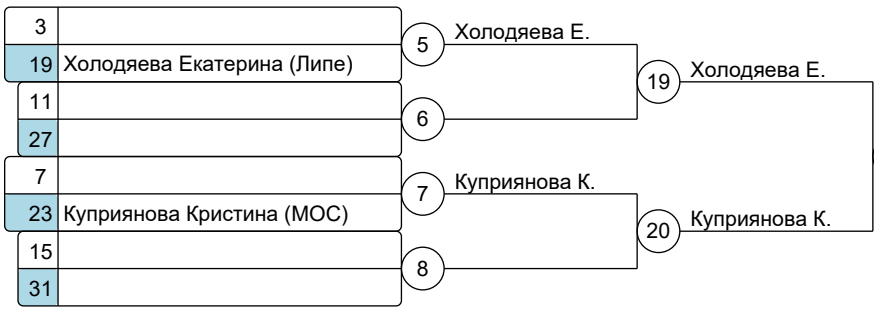 3
19 Холодяева Екатерина (Липе)
11
27
7
23 Куприянова Кристина (МОС)
15
31
5 Холодяева Е.
6
7 Куприянова К.
8
19 Холодяева Е.
20 Куприянова К.